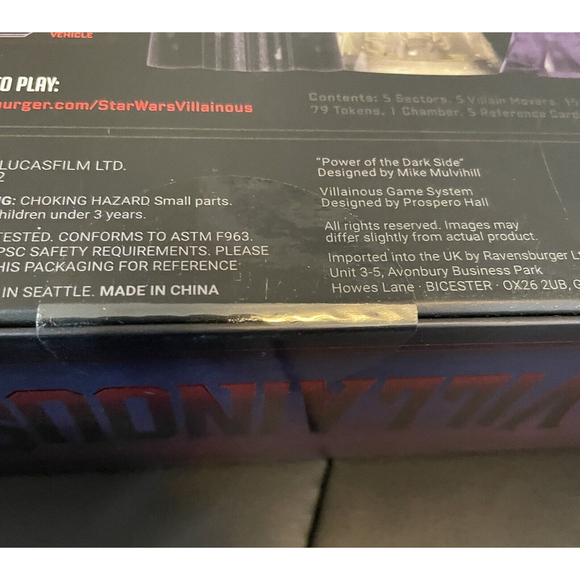 VEHICLE
TO PLAY:
burger.com/StarWarsVillainous
Contents: 5 Sectors, 5 Villain Movers,
79 Tokens, 1 Chamber, 5 Reference Card
LUCASFILM LTD.
2
"Power of the Dark Side"
Designed by Mike Mulvihill
NG: CHOKING HAZARD. Small parts.
children under 3 years.
Villainous Game System
Designed by Prospero Hall
TESTED. CONFORMS TO ASTM F963.
PSC SAFETY REQUIREMENTS. PLEASE
HIS PACKAGING FOR REFERENCE
All rights reserved. Images may
differ slightly from actual product.
Imported into the UK by Ravensburger L
Unit 3-5, Avonbury Business Park
Howes Lane · BICESTER · OX26 2UB, G
IN SEATTLE. MADE IN CHINA
VILLAINOUS